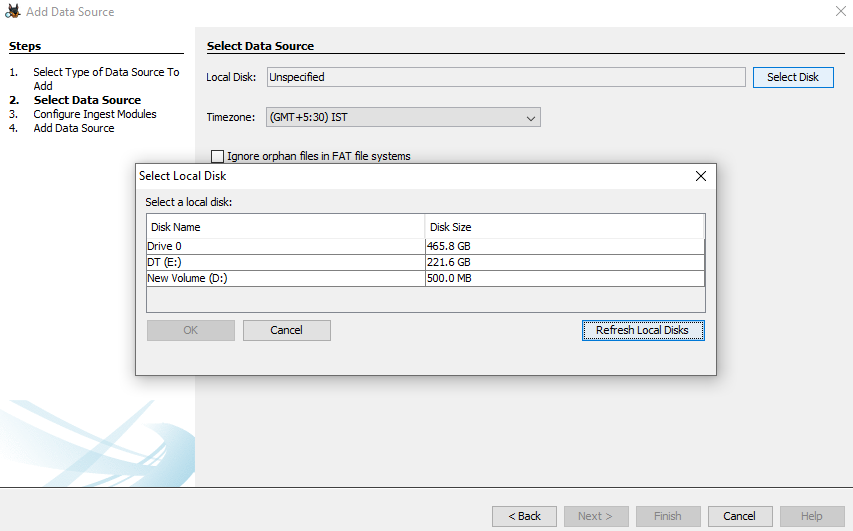 Add Data Source
Steps
1. Select Type of Data Source To
Add
2. Select Data Source
3. Configure Ingest Modules
4. Add Data Source
Select Data Source
Local Disk: Unspecified Select Disk
Timezone: (GMT+5:30) IST
Ignore orphan files in FAT file systems
Select Local Disk
Select a local disk:
Disk Name Disk Size
Drive 0 465.8 GB
DT (E:) 221.6 GB
New Volume (D:) 500.0 MB
OK Cancel Refresh Local Disks
< Back Next > Finish Cancel Help